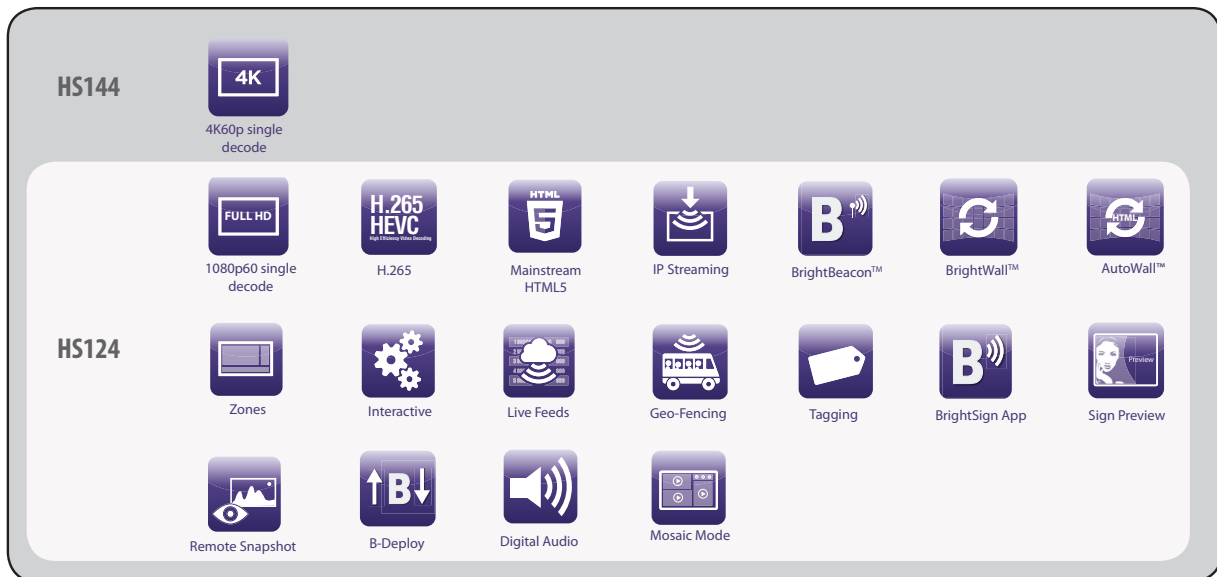 HS144
4K
4K60p single
decode
HS124
FULL HD
1080p60 single
decode
H.265
HEVC
High Efficiency Video Decoding
H.265
HTML
5
Mainstream
HTML5
IP Streaming
B
BrightBeacon™
BrightWall™
HTML
AutoWall™
Zones
Interactive
Live Feeds
Geo-Fencing
Tagging
B
BrightSign App
Preview
Sign Preview
Remote Snapshot
B
B-Deploy
Digital Audio
Mosaic Mode